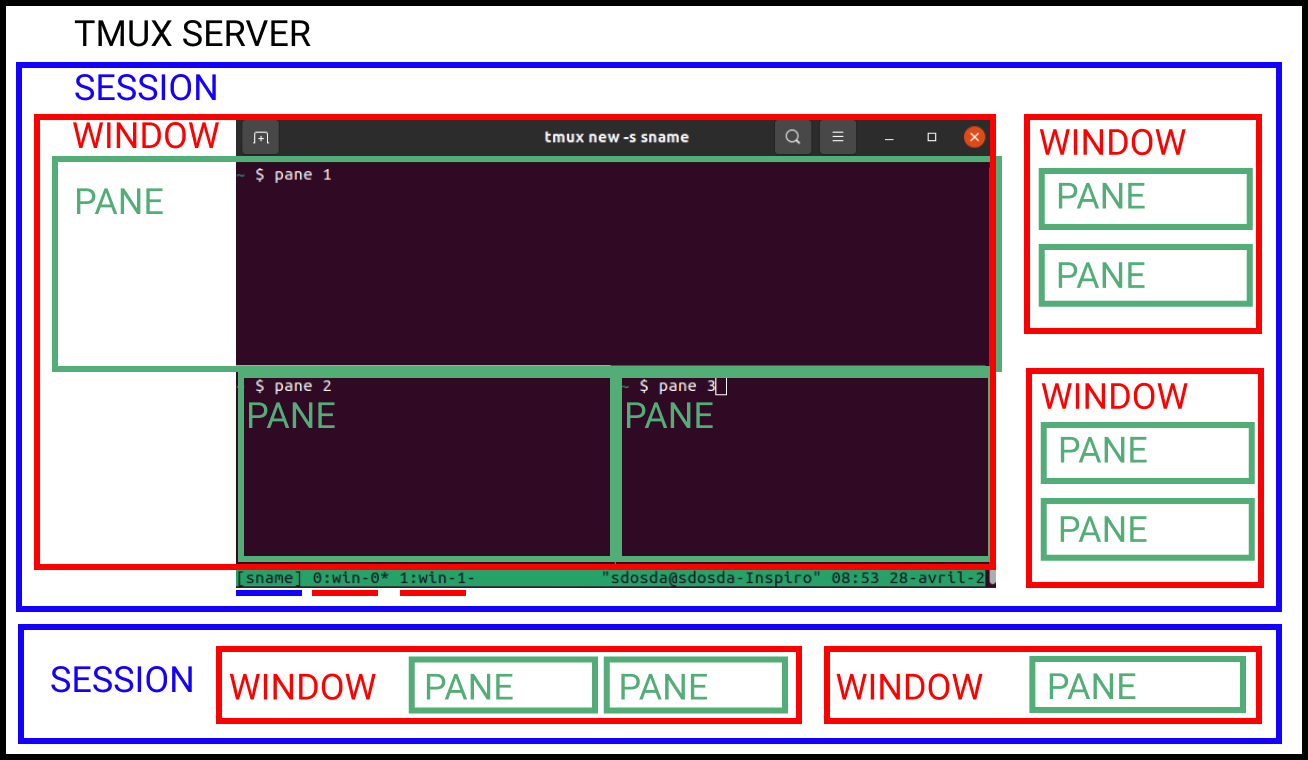 TMUX SERVER
SESSION
WINDOW
tmux new -s sname
PANE
~ $ pane 1
~ $ pane 2
PANE
~ $ pane 3
PANE
[sname] 0:win-0* 1:win-1- "sdosda@sdosda-Inspiro" 08:53 28-avril-2
WINDOW
PANE
PANE
WINDOW
PANE
PANE
SESSION
WINDOW
PANE
PANE
WINDOW
PANE